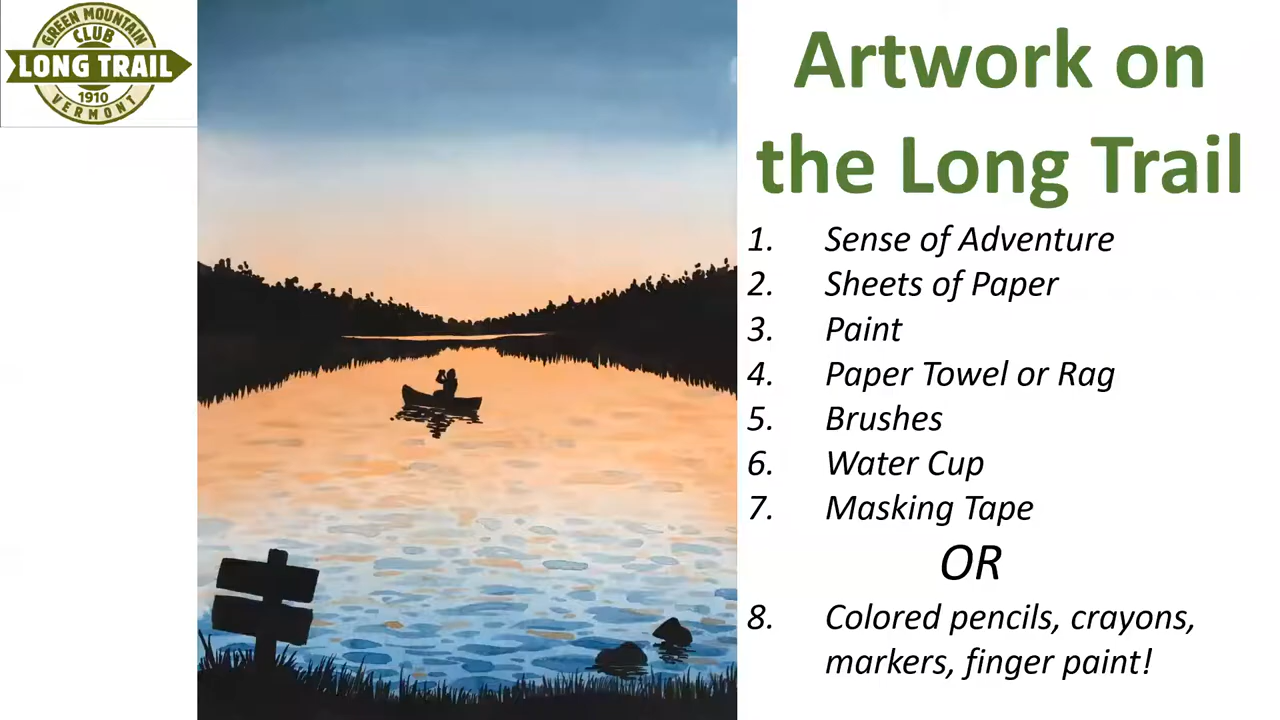 GREEN MOUNTAIN
CLUB
LONG TRAIL
1910
VERMONT
Artwork on
the Long Trail
1. Sense of Adventure
2. Sheets of Paper
3. Paint
4. Paper Towel or Rag
5. Brushes
6. Water Cup
7. Masking Tape
OR
8. Colored pencils, crayons,
markers, finger paint!